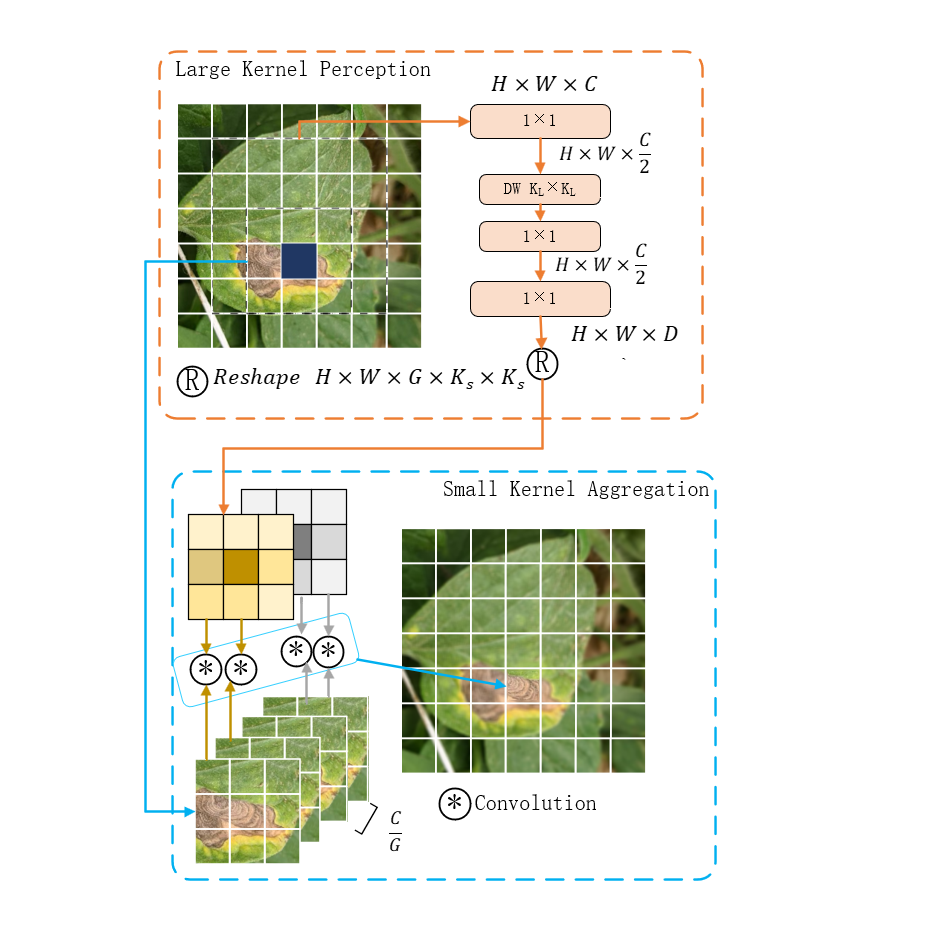 Large Kernel Perception
H × W × C
1×1
H × W × C/2
DW K_L×K_L
1×1
H × W × C/2
1×1
H × W × D
Ⓡ
Ⓡ Reshape H × W × G × K_s × K_s
Small Kernel Aggregation
* * * *
C/G
* Convolution